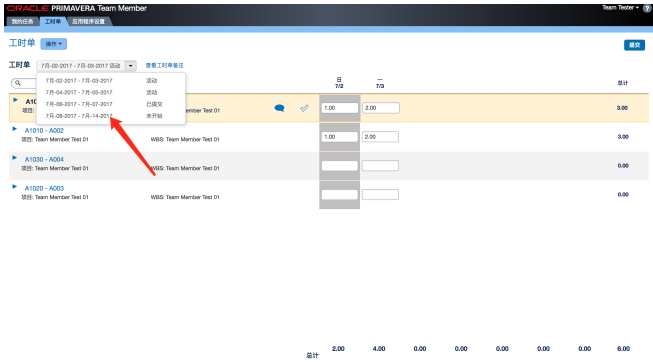 ORACLE PRIMAVERA Team Member
Team Tester
?
我的任务 工时单 应用程序设置
工时单 操作
提交
工时单 7月-02-2017 - 7月-03-2017 活动 查看工时单备注
7月-02-2017 - 7月-03-2017 活动
7月-04-2017 - 7月-05-2017 活动
7月-06-2017 - 7月-07-2017 已提交
7月-08-2017 - 7月-14-2017 未开始
日 一
7/2 7/3 总计
A10
项目: ember Test 01 1.00 2.00 3.00
A1010 - A002
项目: Team Member Test 01 WBS: Team Member Test 01 1.00 2.00 3.00
A1030 - A004
项目: Team Member Test 01 WBS: Team Member Test 01 0.00
A1020 - A003
项目: Team Member Test 01 WBS: Team Member Test 01 0.00
总计 2.00 4.00 0.00 0.00 0.00 0.00 0.00 6.00